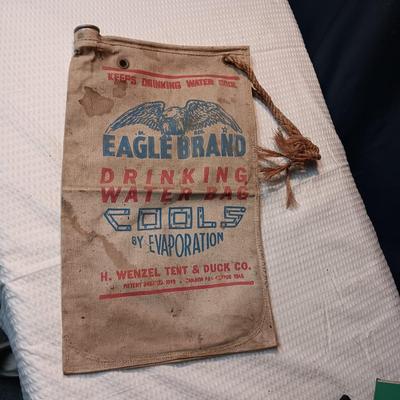 KEEPS DRINKING WATER COOL
EAGLE BRAND
DRINKING
WATER BAG
COOLS
BY EVAPORATION
H. WENZEL TENT & DUCK CO.